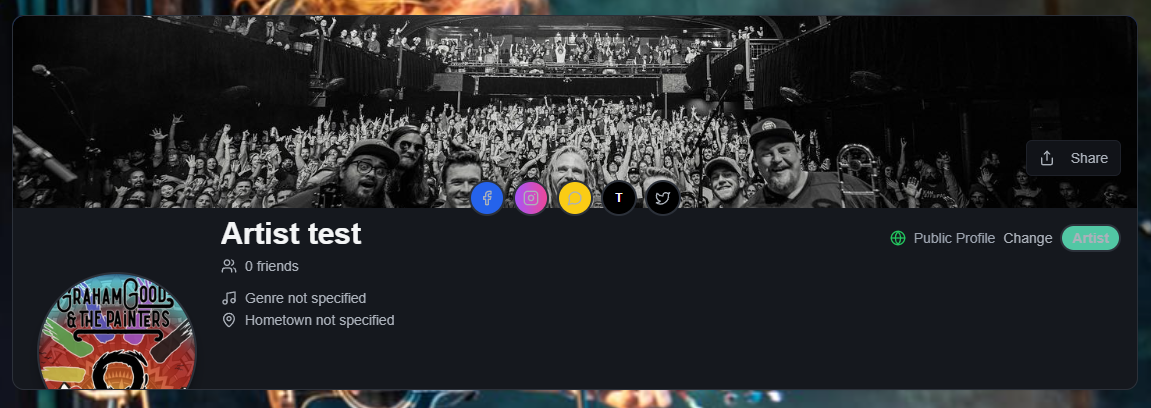 Share
T
Artist test
Public Profile Change Artist
0 friends
Genre not specified
Hometown not specified
GRAHAM GOOD
& THE PAINTERS